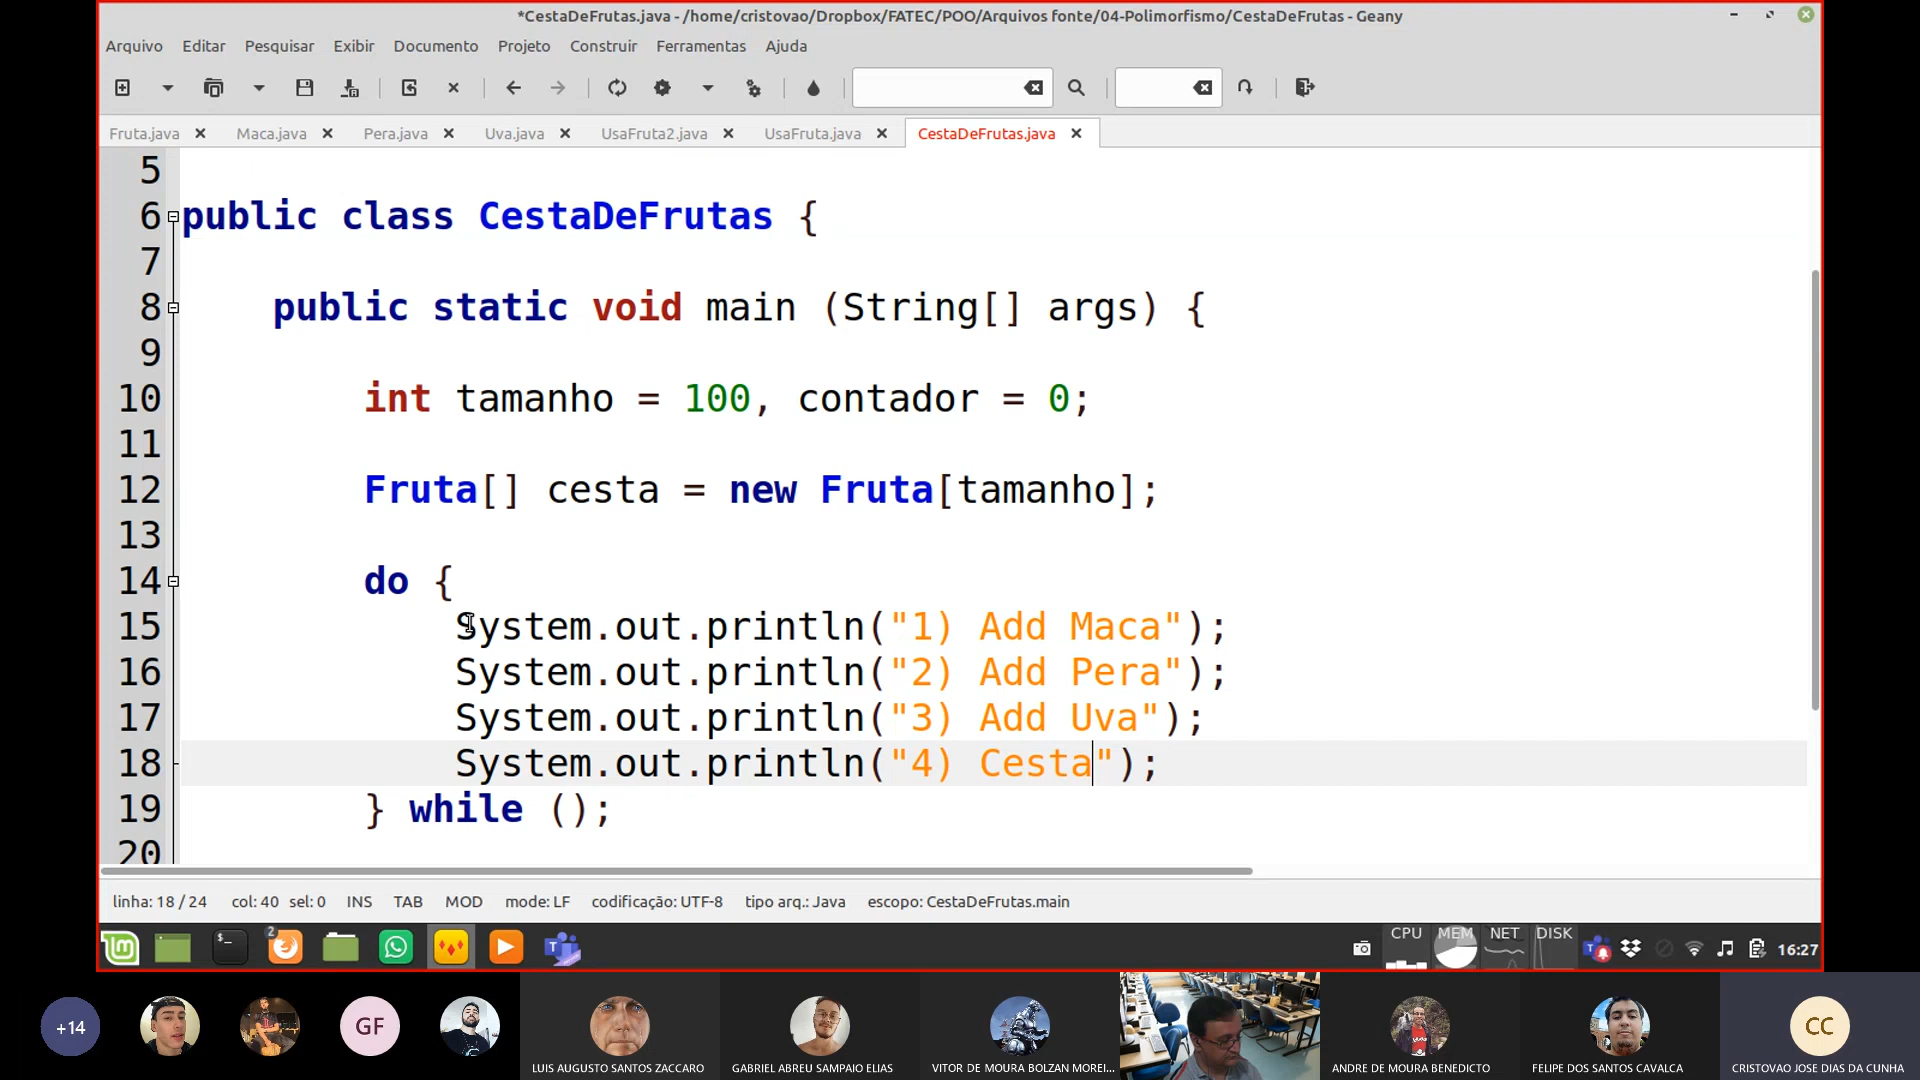 *CestaDeFrutas.java - /home/cristovao/Dropbox/FATEC/POO/Arquivos fonte/04-Polimorfismo/CestaDeFrutas - Geany
Arquivo Editar Pesquisar Exibir Documento Projeto Construir Ferramentas Ajuda
Fruta.java Maca.java Pera.java Uva.java UsaFruta2.java UsaFruta.java CestaDeFrutas.java
5
6 public class CestaDeFrutas {
7
8 public static void main (String[] args) {
9
10 int tamanho = 100, contador = 0;
11
12 Fruta[] cesta = new Fruta[tamanho];
13
14 do {
15 System.out.println("1) Add Maca");
16 System.out.println("2) Add Pera");
17 System.out.println("3) Add Uva");
18 System.out.println("4) Cesta");
19 } while ();
20
linha: 18 / 24 col: 40 sel: 0 INS TAB MOD mode: LF codificação: UTF-8 tipo arq.: Java escopo: CestaDeFrutas.main
2 CPU MEM NET DISK 16:27
+14 GF CC
LUIS AUGUSTO SANTOS ZACCARO GABRIEL ABREU SAMPAIO ELIAS VITOR DE MOURA BOLZAN MOREI... ANDRE DE MOURA BENEDICTO FELIPE DOS SANTOS CAVALCA CRISTOVAO JOSE DIAS DA CUNHA